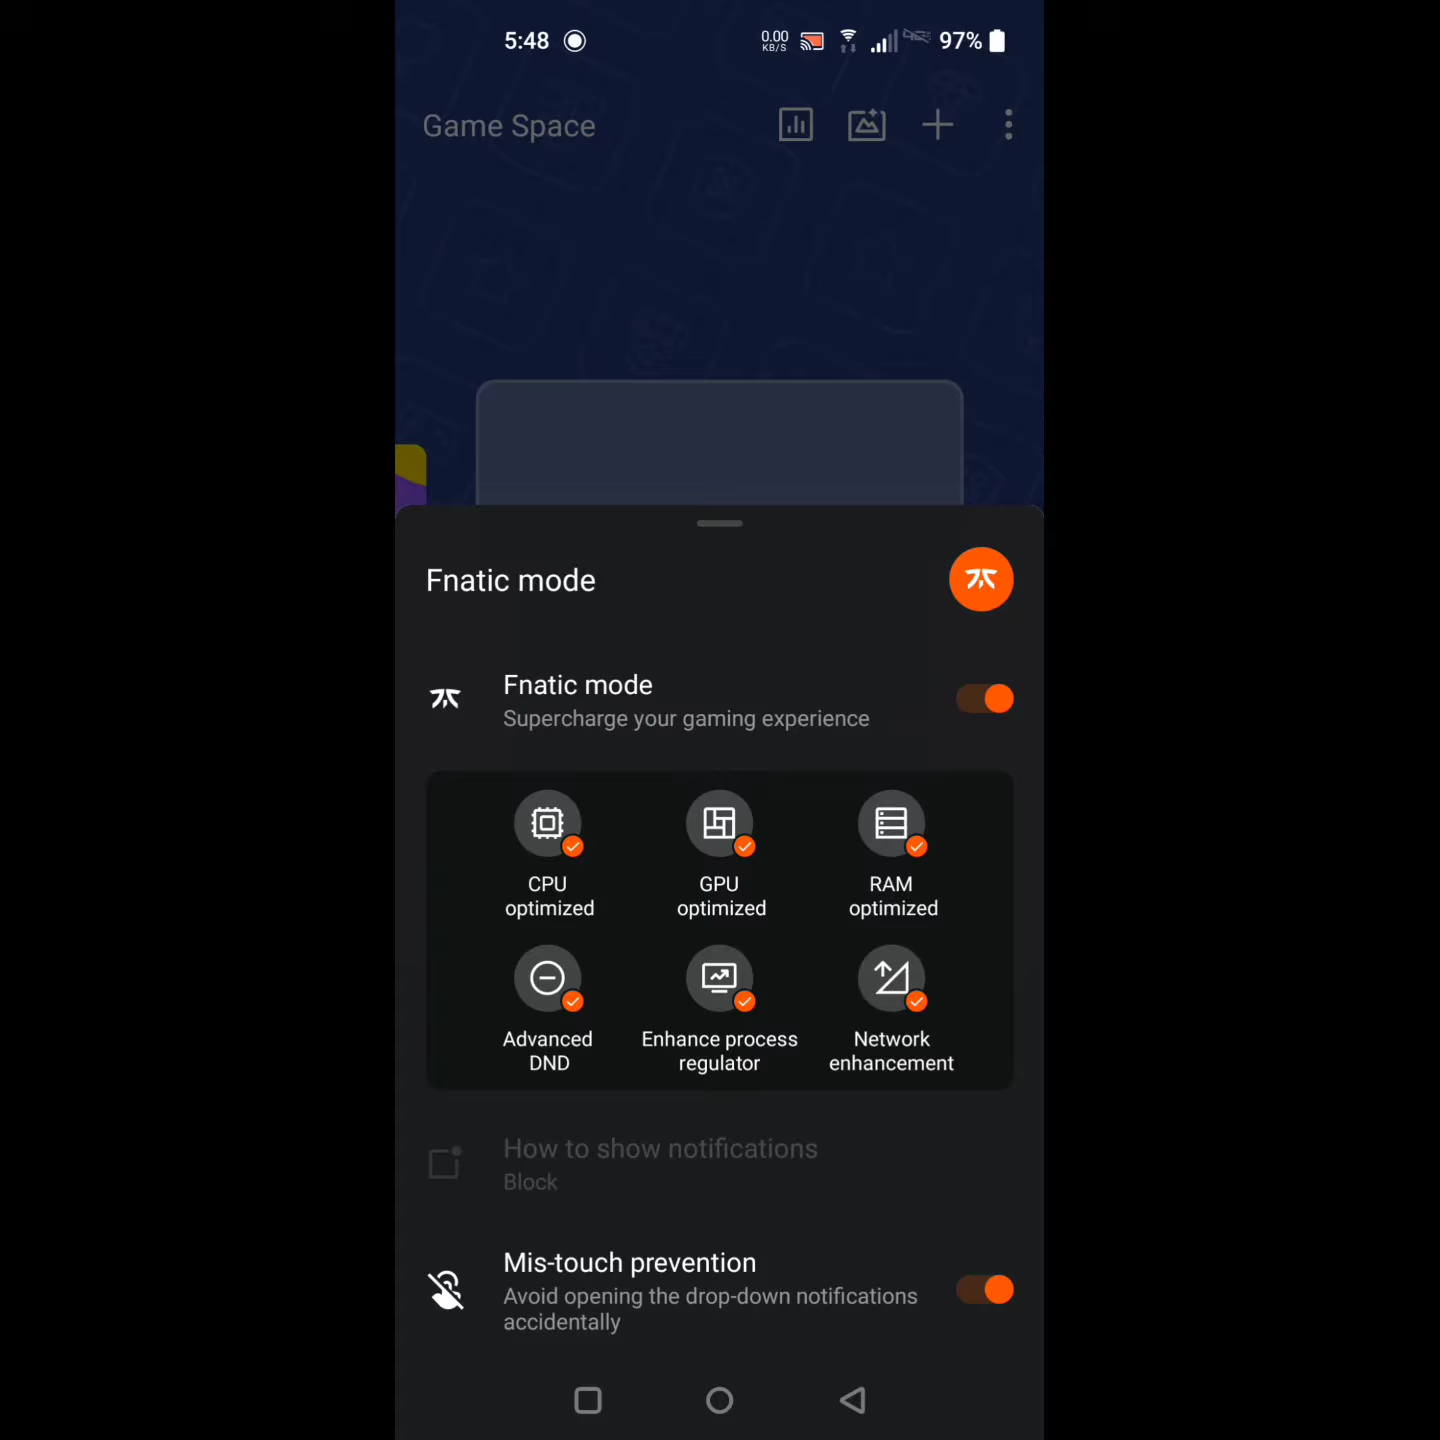 5:48
0.00
KB/S
97%
Game Space
Fnatic mode
Fnatic mode
Supercharge your gaming experience
CPU
optimized
GPU
optimized
RAM
optimized
Advanced
DND
Enhance process
regulator
Network
enhancement
How to show notifications
Block
Mis-touch prevention
Avoid opening the drop-down notifications
accidentally